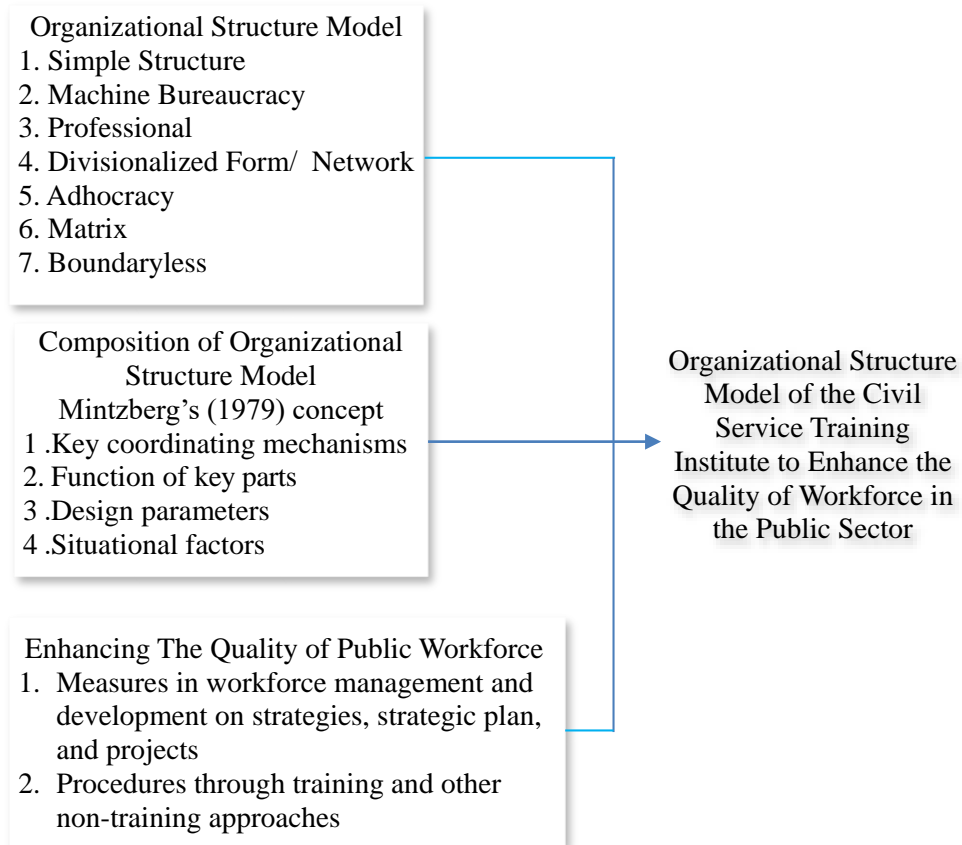 Organizational Structure Model
1. Simple Structure
2. Machine Bureaucracy
3. Professional
4. Divisionalized Form/ Network
5. Adhocracy
6. Matrix
7. Boundaryless
Composition of Organizational
Structure Model
Mintzberg’s (1979) concept
1 .Key coordinating mechanisms
2. Function of key parts
3 .Design parameters
4 .Situational factors
Enhancing The Quality of Public Workforce
1. Measures in workforce management and
development on strategies, strategic plan,
and projects
2. Procedures through training and other
non-training approaches
Organizational Structure
Model of the Civil
Service Training
Institute to Enhance the
Quality of Workforce in
the Public Sector